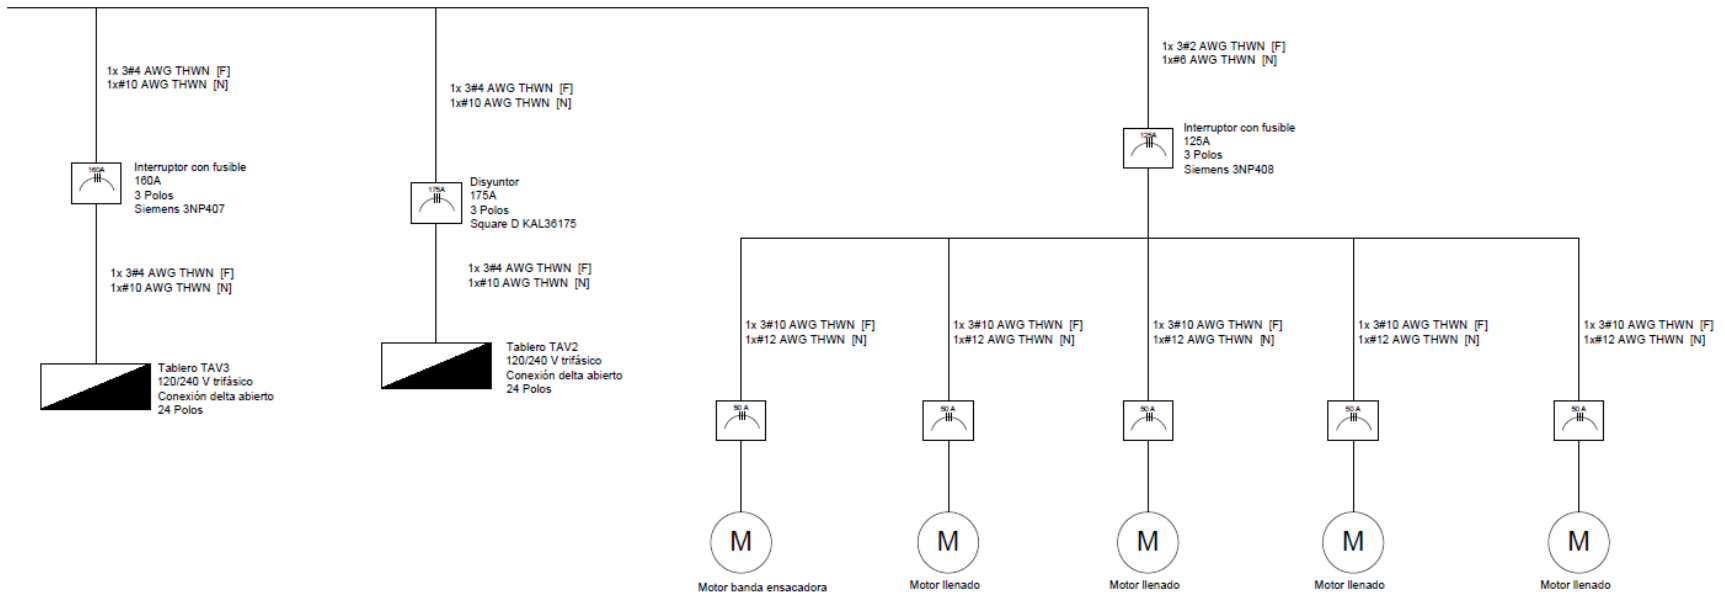 1x 3#4 AWG THWN [F]
1x#10 AWG THWN [N]
160A
Interruptor con fusible
160A
3 Polos
Siemens 3NP407
1x 3#4 AWG THWN [F]
1x#10 AWG THWN [N]
Tablero TAV3
120/240 V trifásico
Conexión delta abierto
24 Polos
1x 3#4 AWG THWN [F]
1x#10 AWG THWN [N]
175A
Disyuntor
175A
3 Polos
Square D KAL36175
1x 3#4 AWG THWN [F]
1x#10 AWG THWN [N]
Tablero TAV2
120/240 V trifásico
Conexión delta abierto
24 Polos
1x 3#2 AWG THWN [F]
1x#6 AWG THWN [N]
125A
Interruptor con fusible
125A
3 Polos
Siemens 3NP408
1x 3#10 AWG THWN [F]
1x#12 AWG THWN [N]
50 A
M
Motor banda ensacadora
1x 3#10 AWG THWN [F]
1x#12 AWG THWN [N]
50 A
M
Motor llenado
1x 3#10 AWG THWN [F]
1x#12 AWG THWN [N]
50 A
M
Motor llenado
1x 3#10 AWG THWN [F]
1x#12 AWG THWN [N]
50 A
M
Motor llenado
1x 3#10 AWG THWN [F]
1x#12 AWG THWN [N]
50 A
M
Motor llenado